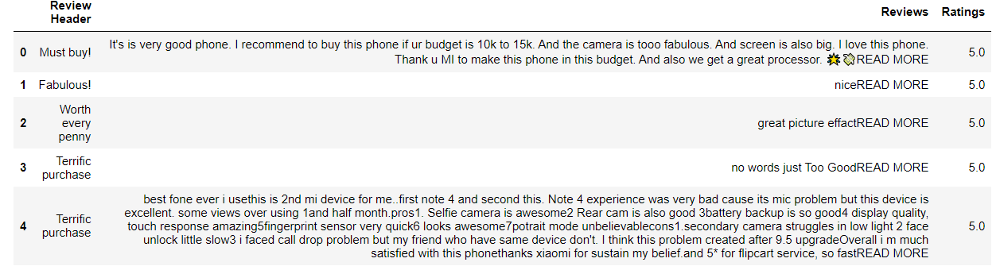 Review Header Reviews Ratings
0 Must buy! It's is very good phone. I recommend to buy this phone if ur budget is 10k to 15k. And the camera is tooo fabulous. And screen is also big. I love this phone.
Thank u MI to make this phone in this budget. And also we get a great processor. 🌟💫READ MORE 5.0
1 Fabulous! niceREAD MORE 5.0
2 Worth every penny great picture effactREAD MORE 5.0
3 Terrific purchase no words just Too GoodREAD MORE 5.0
4 Terrific purchase best fone ever i usethis is 2nd mi device for me..first note 4 and second this. Note 4 experience was very bad cause its mic problem but this device is
excellent. some views over using 1and half month.pros1. Selfie camera is awesome2 Rear cam is also good 3battery backup is so good4 display quality,
touch response amazing5fingerprint sensor very quick6 looks awesome7potrait mode unbelievablecons1.secondary camera struggles in low light 2 face
unlock little slow3 i faced call drop problem but my friend who have same device don't. I think this problem created after 9.5 upgradeOverall i m much
satisfied with this phonethanks xiaomi for sustain my belief.and 5* for flipcart service, so fastREAD MORE 5.0